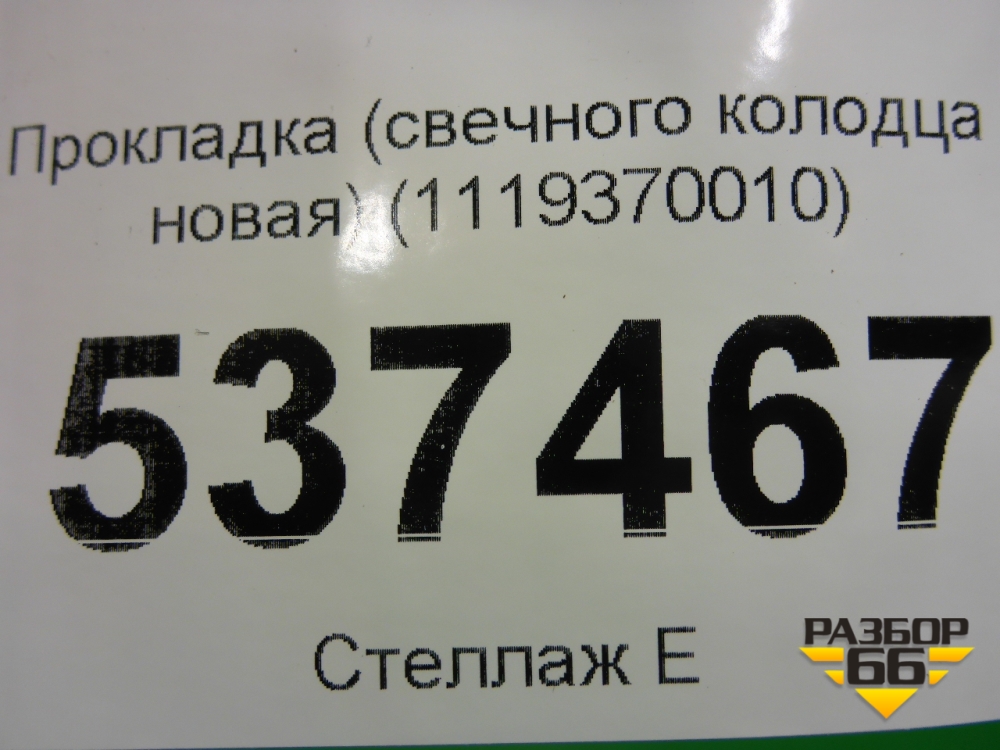 Прокладка (свечного колодца
новая) (1119370010)
537467
Стеллаж Е
РАЗБОР
66